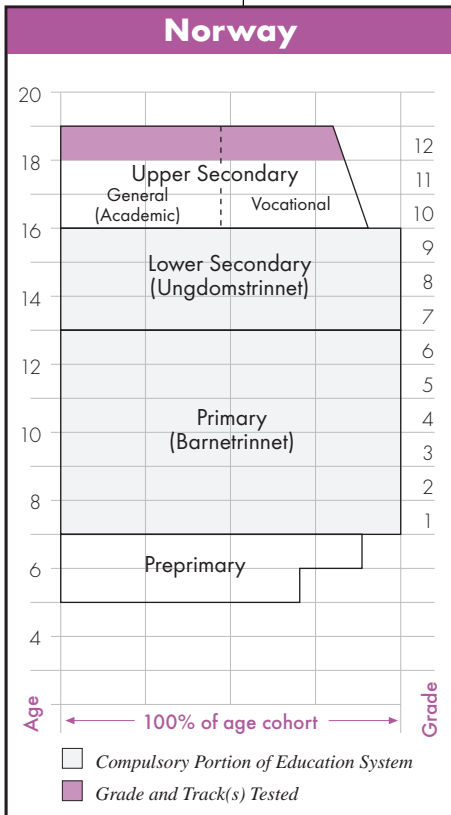 Norway
20
18
16
14
12
10
8
6
4
Age
12
11
10
9
8
7
6
5
4
3
2
1
Grade
Upper Secondary
General
(Academic)
Vocational
Lower Secondary
(Ungdomstrinnet)
Primary
(Barnetrinnet)
Preprimary
100% of age cohort
Compulsory Portion of Education System
Grade and Track(s) Tested